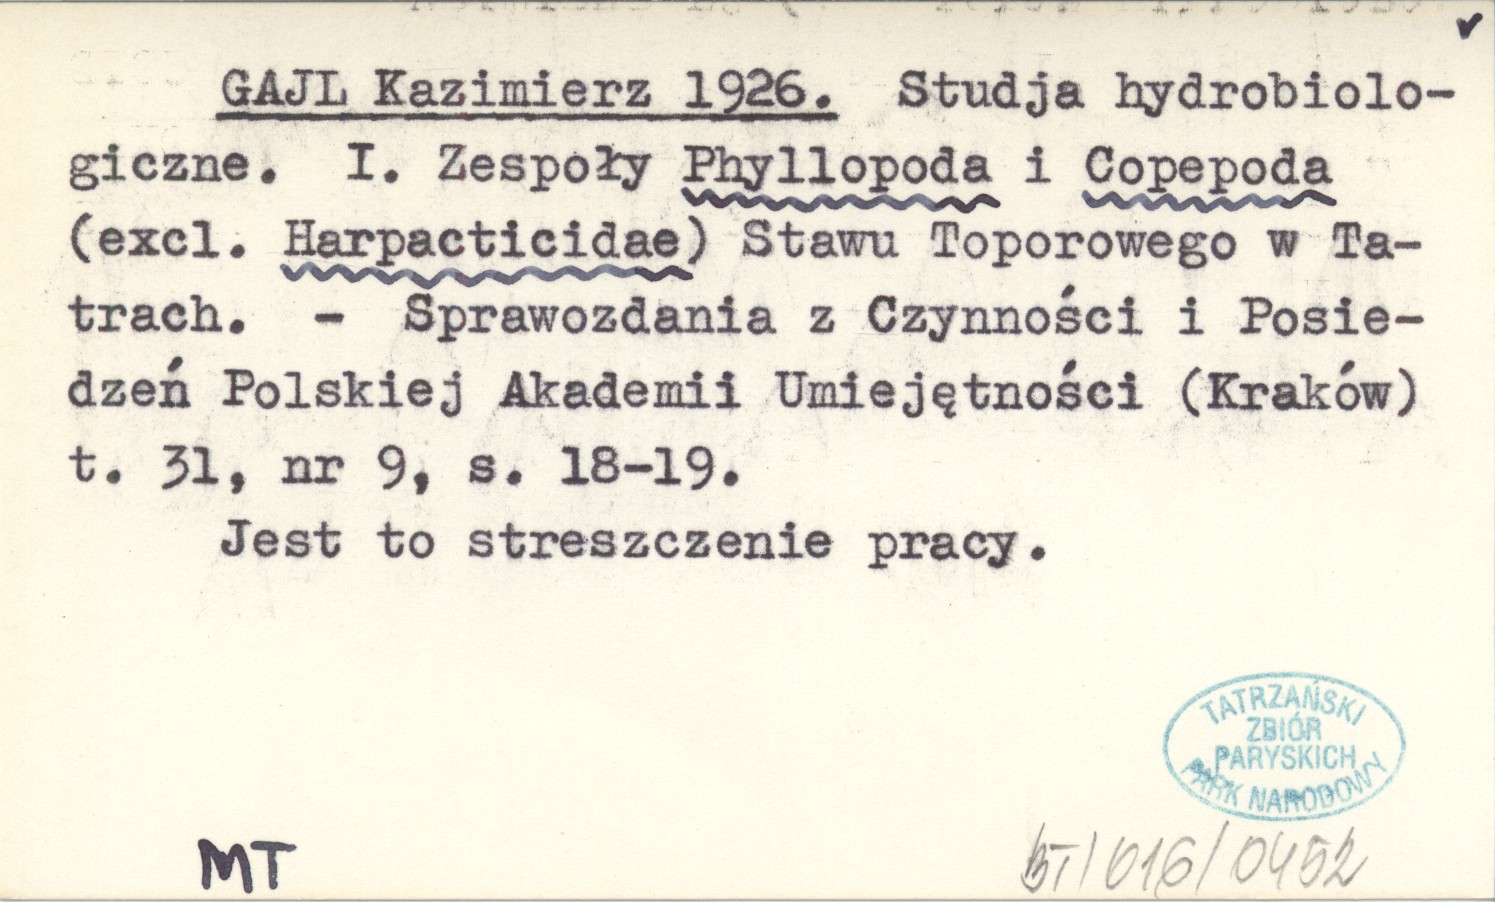 GAJL Kazimierz 1926. Studja hydrobiolo-
giczne. I. Zespoły Phyllopoda i Copepoda
(excl. Harpacticidae) Stawu Toporowego w Ta-
trach. - Sprawozdania z Czynności i Posie-
dzeń Polskiej Akademii Umiejętności (Kraków)
t. 31, nr 9, s. 18-19.
Jest to streszczenie pracy.
TATRZAŃSKI
ZBIÓR
PARYSKICH
PARK NARODOWY
MT
BT/016/0452